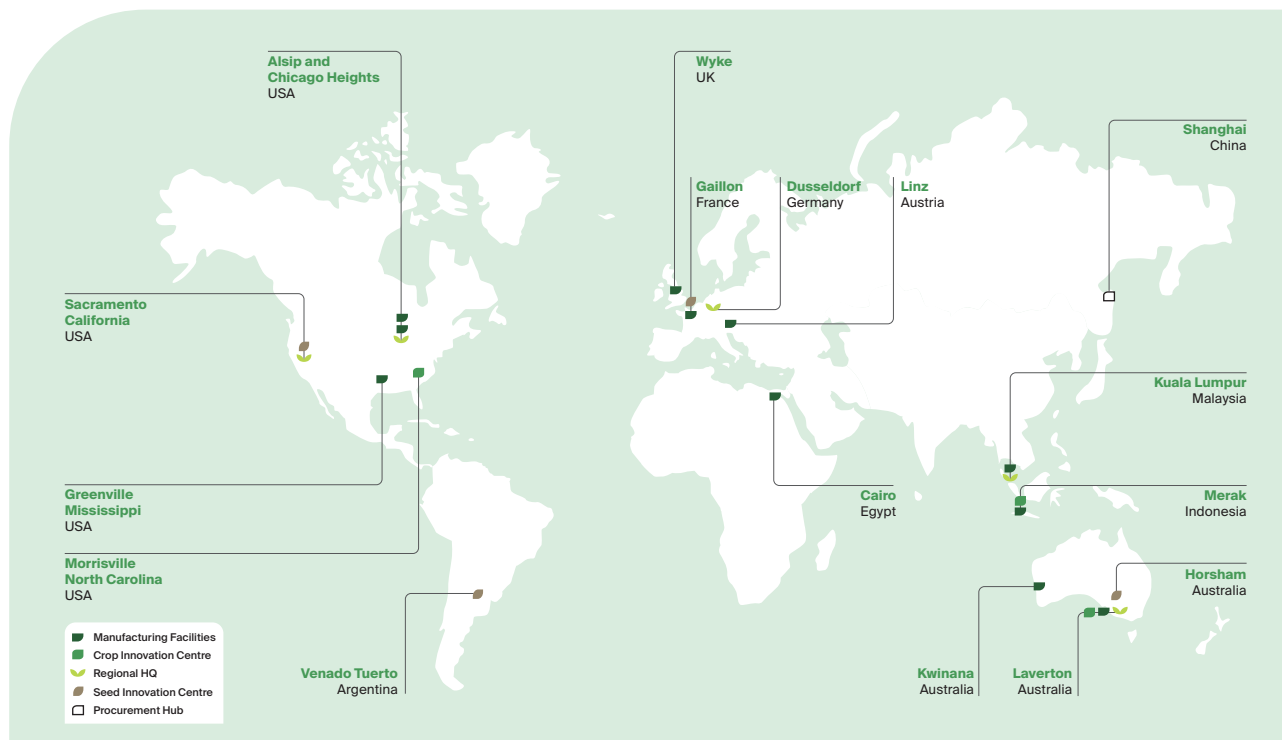 Alsip and
Chicago Heights
USA
Wyke
UK
Shanghai
China
Gaillon
France
Dusseldorf
Germany
Linz
Austria
Sacramento
California
USA
Kuala Lumpur
Malaysia
Greenville
Mississippi
USA
Cairo
Egypt
Merak
Indonesia
Morrisville
North Carolina
USA
Horsham
Australia
Venado Tuerto
Argentina
Kwinana
Australia
Laverton
Australia
Manufacturing Facilities
Crop Innovation Centre
Regional HQ
Seed Innovation Centre
Procurement Hub